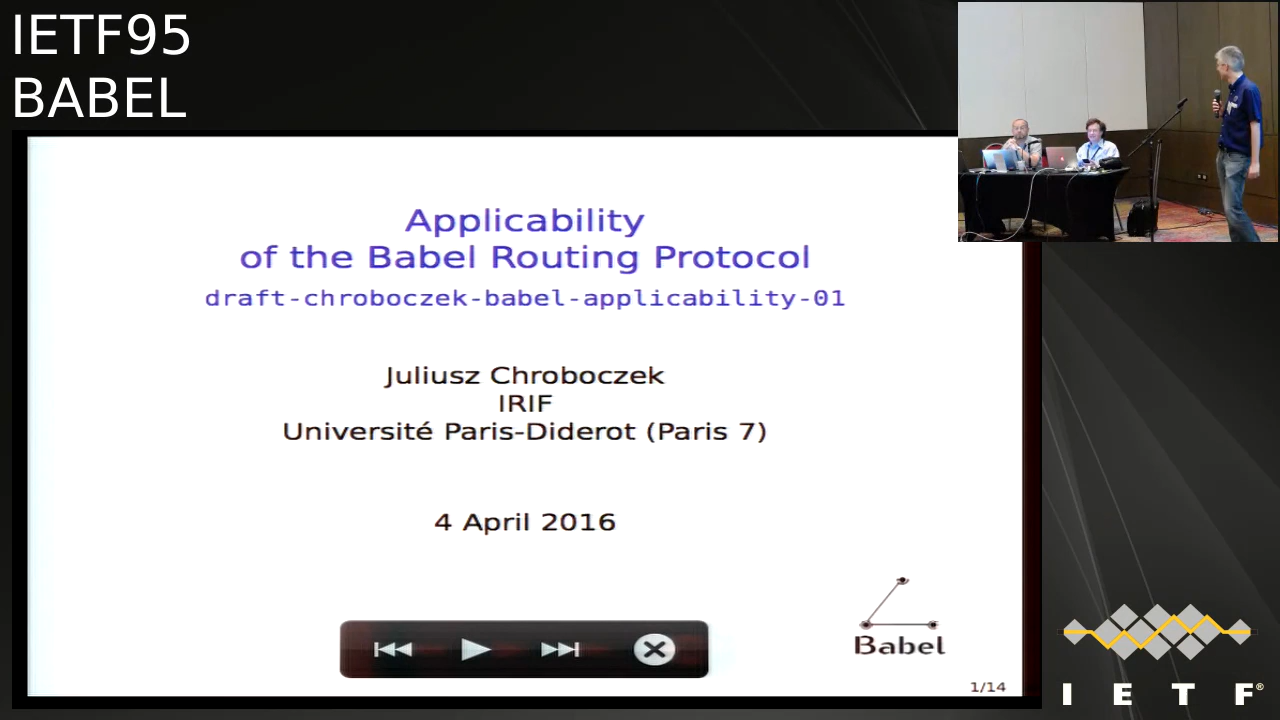 IETF95
BABEL
Applicability
of the Babel Routing Protocol
draft-chroboczek-babel-applicability-01
Juliusz Chroboczek
IRIF
Université Paris-Diderot (Paris 7)
4 April 2016
Babel
1/14
I E T F®